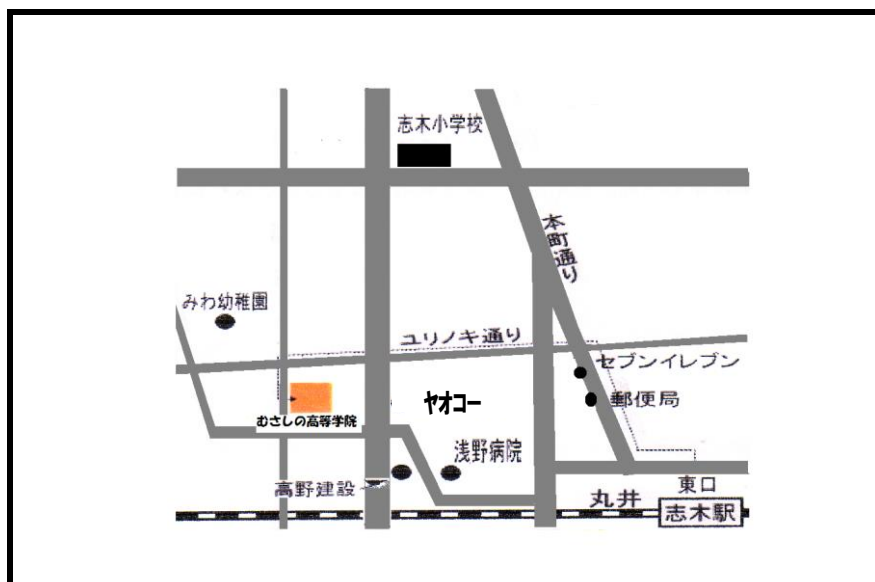 志木小学校
本町通り
みわ幼稚園
ユリノキ通り
セブンイレブン
ヤオコー
郵便局
むさしの高等学院
浅野病院
高野建設
丸井
東口
志木駅